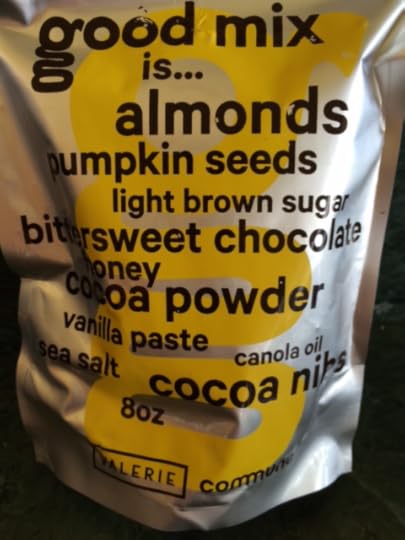 good mix
is...
almonds
pumpkin seeds
light brown sugar
bittersweet chocolate
honey
cocoa powder
vanilla paste
canola oil
sea salt
cocoa nibs
8oz
VALERIE
Commune